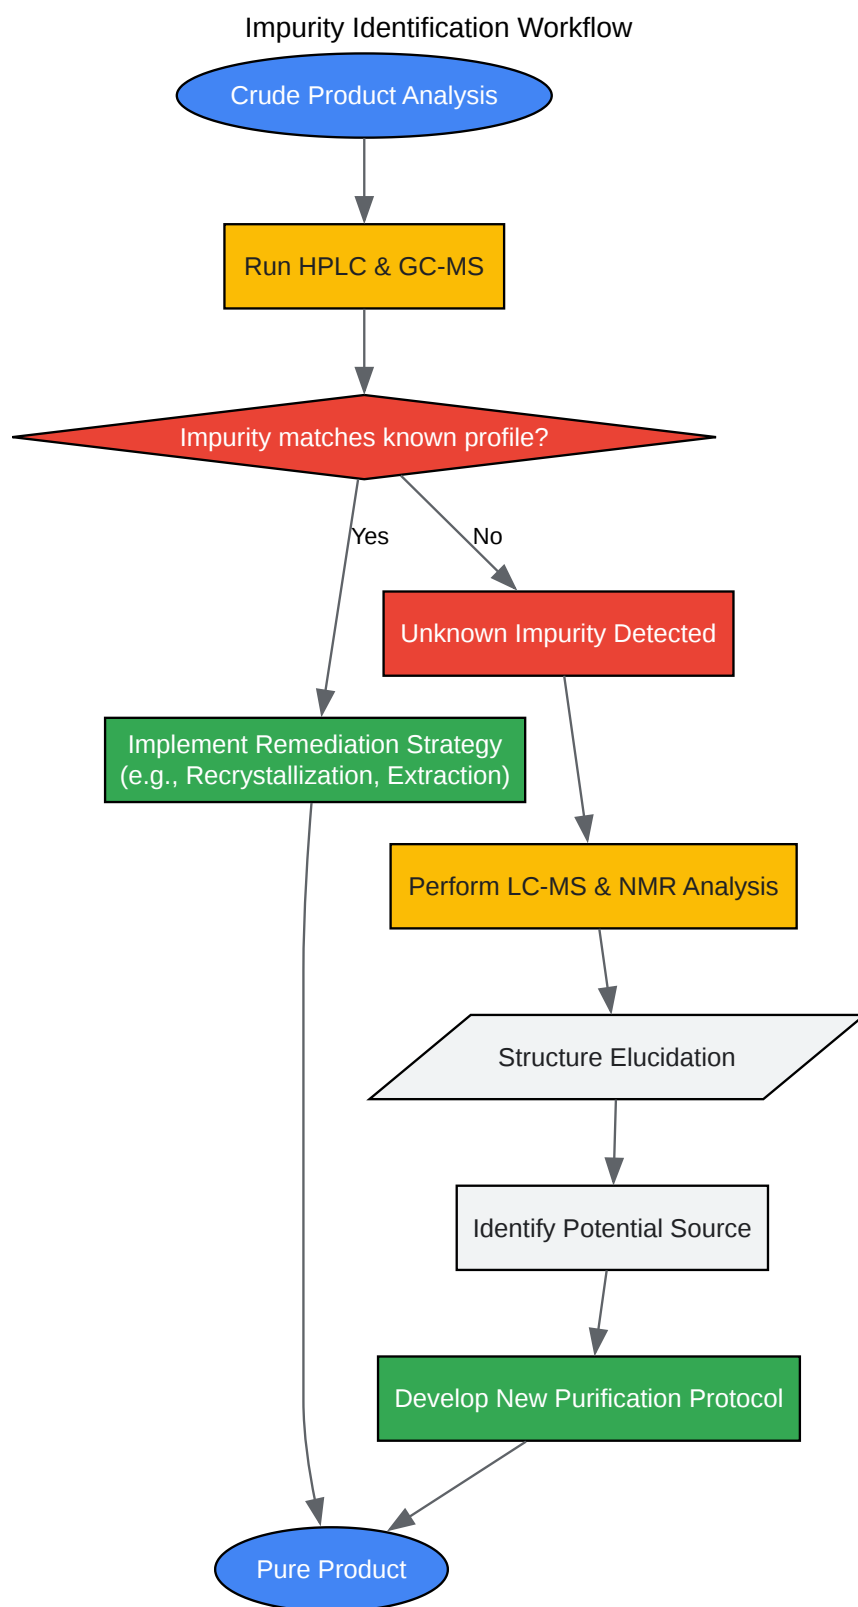 Impurity Identification Workflow
Crude Product Analysis
Run HPLC & GC-MS
Impurity matches known profile?
Yes
No
Unknown Impurity Detected
Implement Remediation Strategy
(e.g., Recrystallization, Extraction)
Perform LC-MS & NMR Analysis
Structure Elucidation
Identify Potential Source
Develop New Purification Protocol
Pure Product